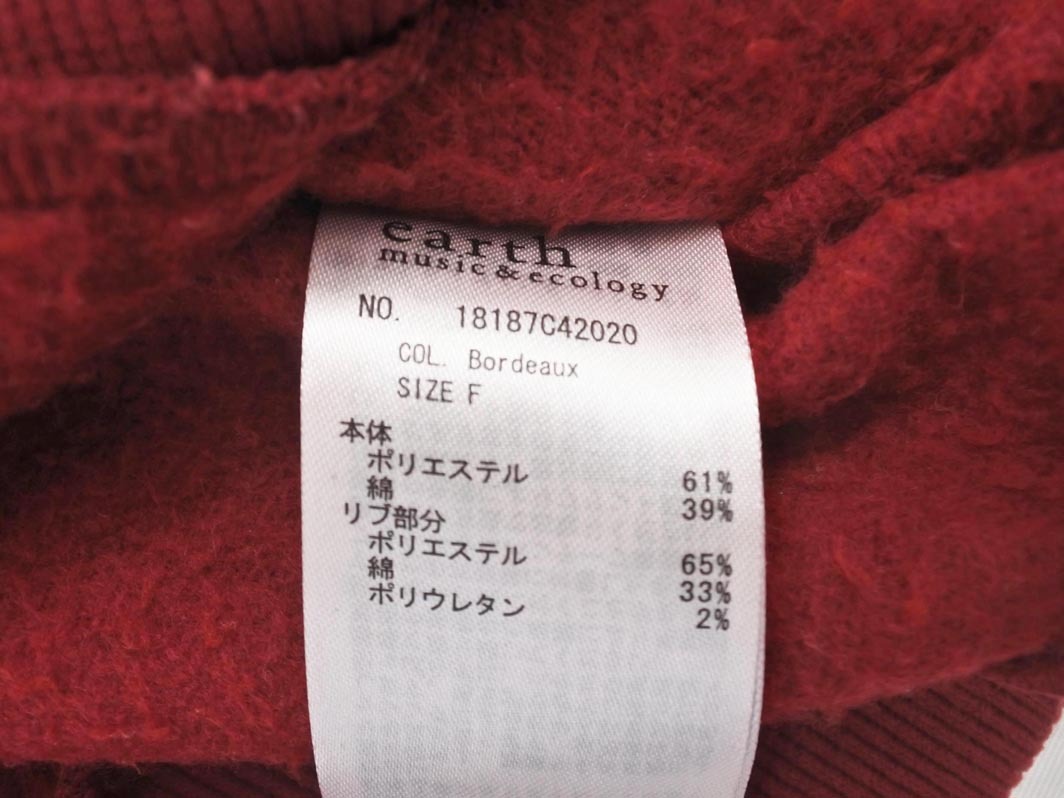 earth
music&ecology
NO. 18187C42020
COL. Bordeaux
SIZE F
本体
ポリエステル 61%
綿 39%
リブ部分
ポリエステル 65%
綿 33%
ポリウレタン 2%